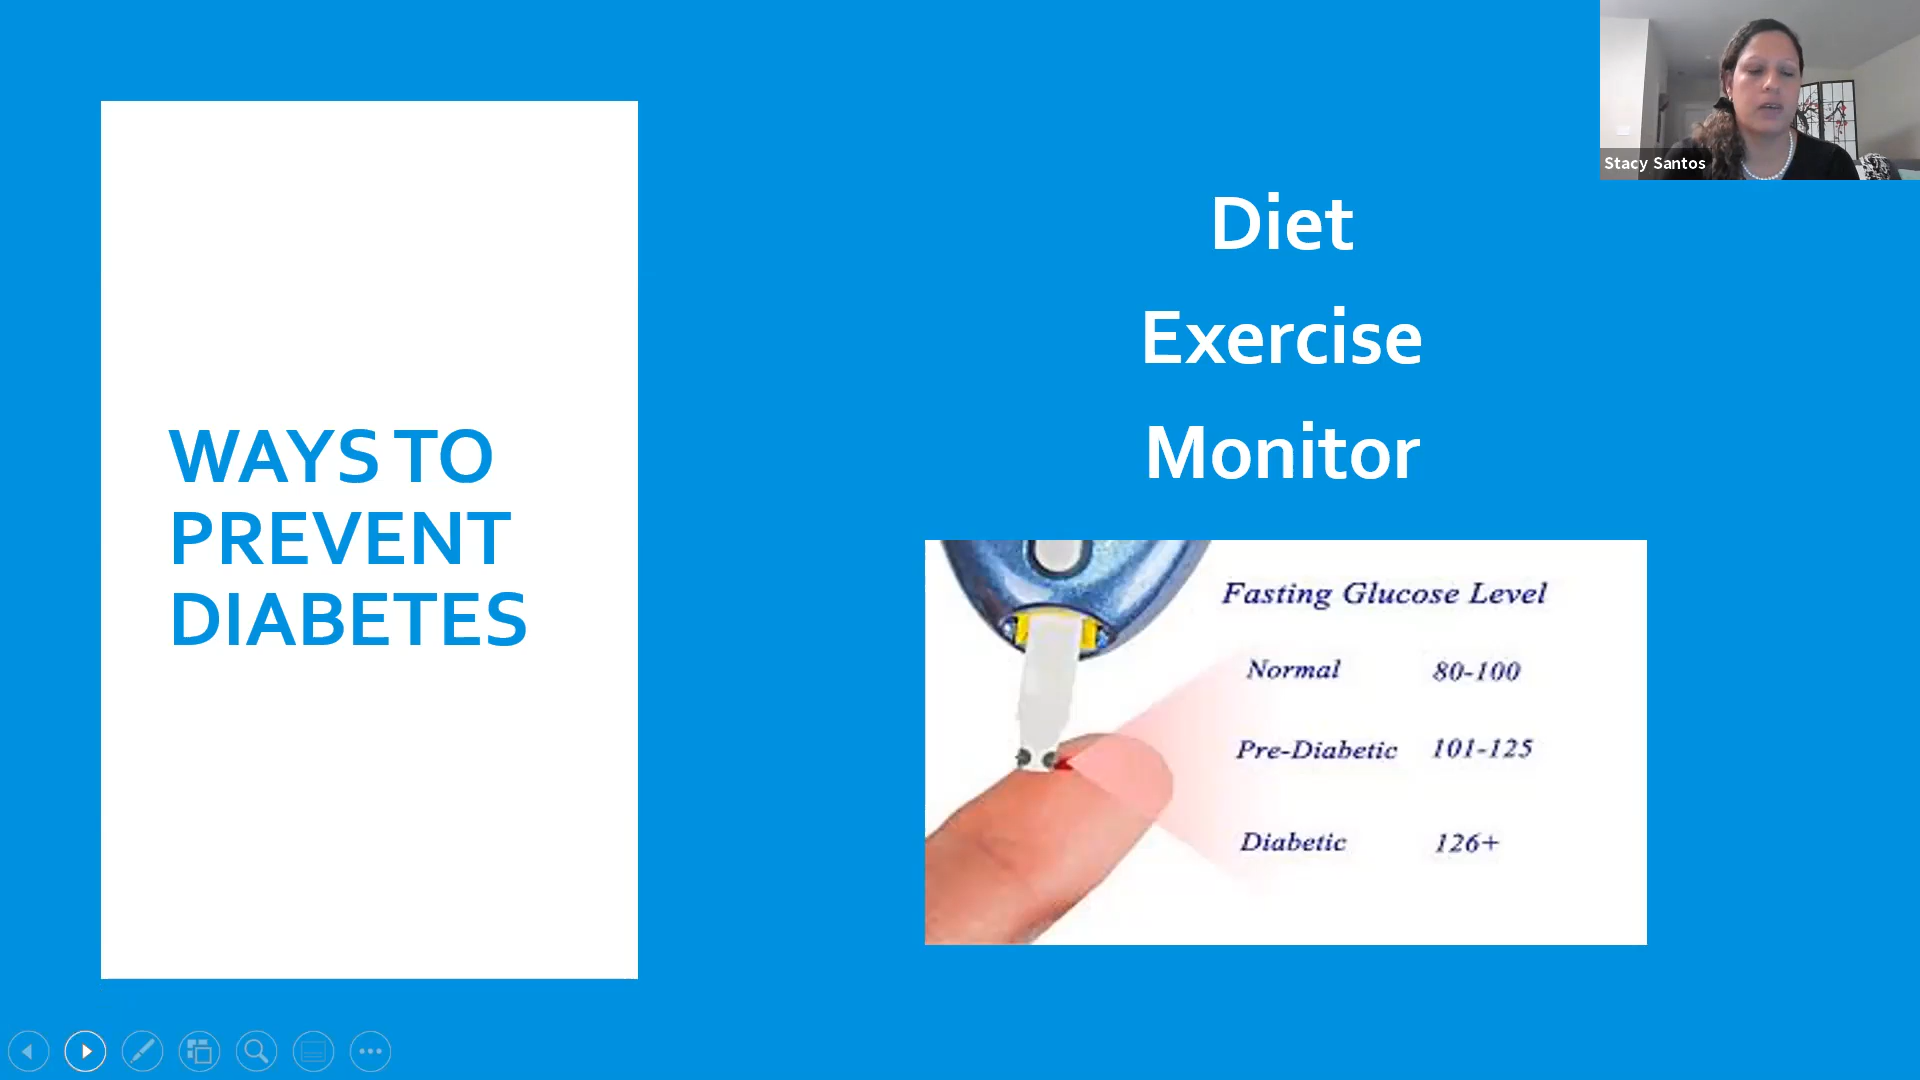 WAYS TO
PREVENT
DIABETES
Diet
Exercise
Monitor
Fasting Glucose Level
Normal 80-100
Pre-Diabetic 101-125
Diabetic 126+
Stacy Santos